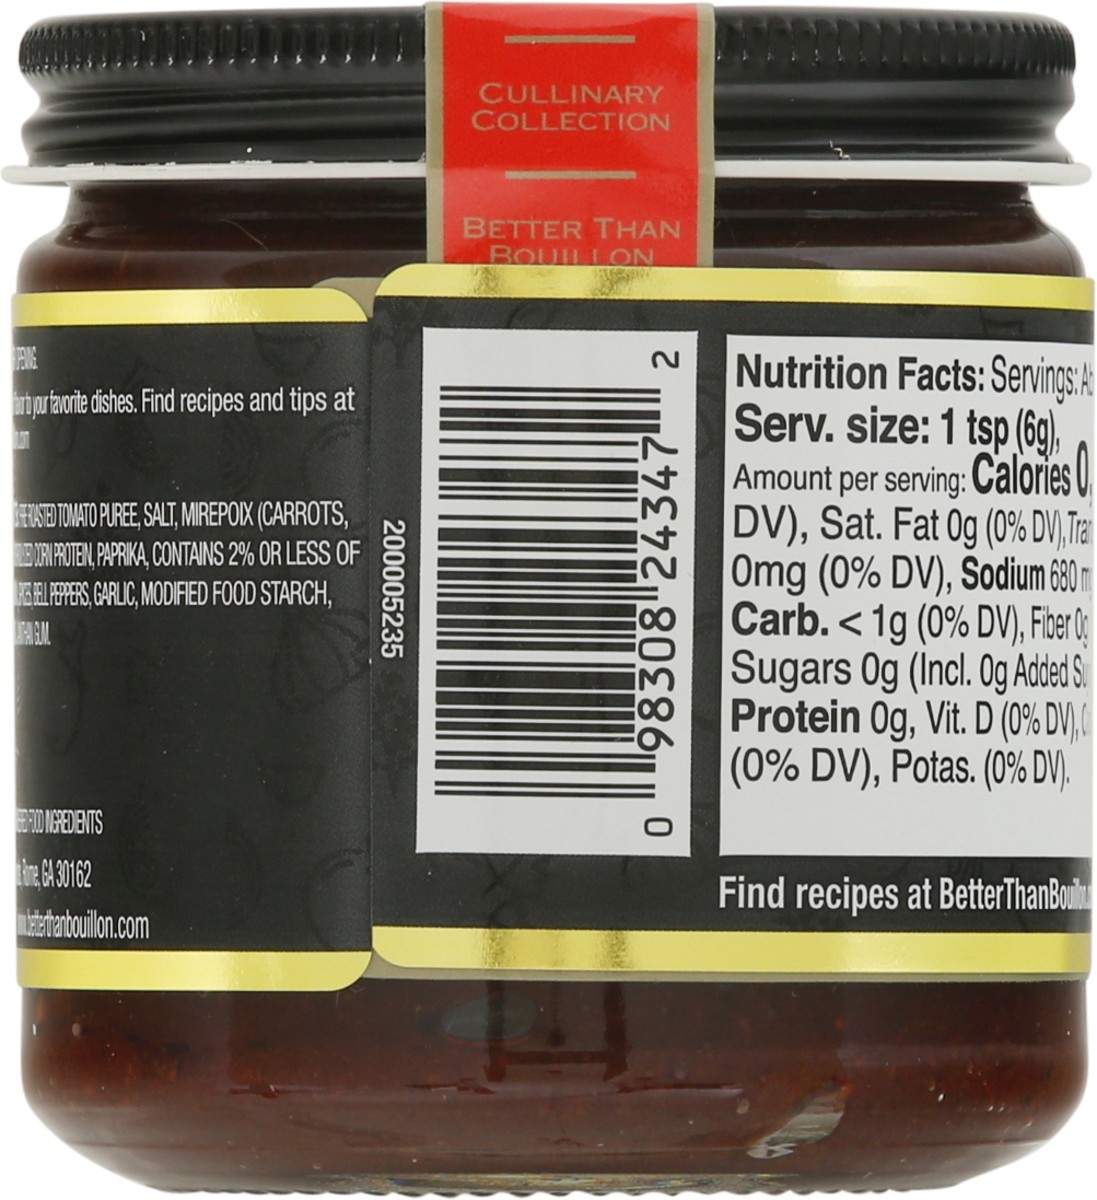 CULLINARY
COLLECTION
BETTER THAN
BOUILLON
your favorite dishes. Find recipes and tips at
ROASTED TOMATO PUREE, SALT, MIREPOIX (CARROTS,
CORN PROTEIN, PAPRIKA, CONTAINS 2% OR LESS OF
BELL PEPPERS, GARLIC, MODIFIED FOOD STARCH,
GUM.
FOOD INGREDIENTS
Rome, GA 30162
www.betterthanbouillon.com
200005235
0 98308 24347 2
Nutrition Facts: Servings:
Serv. size: 1 tsp (6g),
Amount per serving: Calories 0,
DV), Sat. Fat 0g (0% DV),
0mg (0% DV), Sodium 680
Carb. < 1g (0% DV), Fiber 0g
Sugars 0g (Incl. 0g Added
Protein 0g, Vit. D (0% DV),
(0% DV), Potas. (0% DV).
Find recipes at BetterThanBouillon.